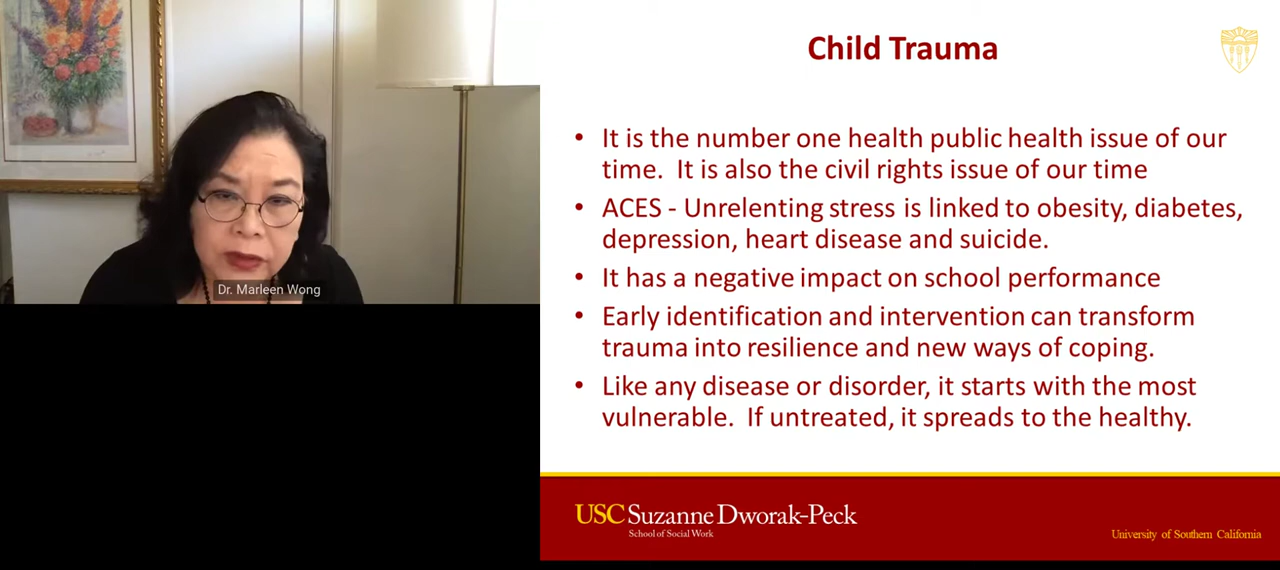 Dr. Marleen Wong
Child Trauma
• It is the number one health public health issue of our
time.  It is also the civil rights issue of our time
• ACES - Unrelenting stress is linked to obesity, diabetes,
depression, heart disease and suicide.
• It has a negative impact on school performance
• Early identification and intervention can transform
trauma into resilience and new ways of coping.
• Like any disease or disorder, it starts with the most
vulnerable.  If untreated, it spreads to the healthy.
USC Suzanne Dworak-Peck
School of Social Work
University of Southern California